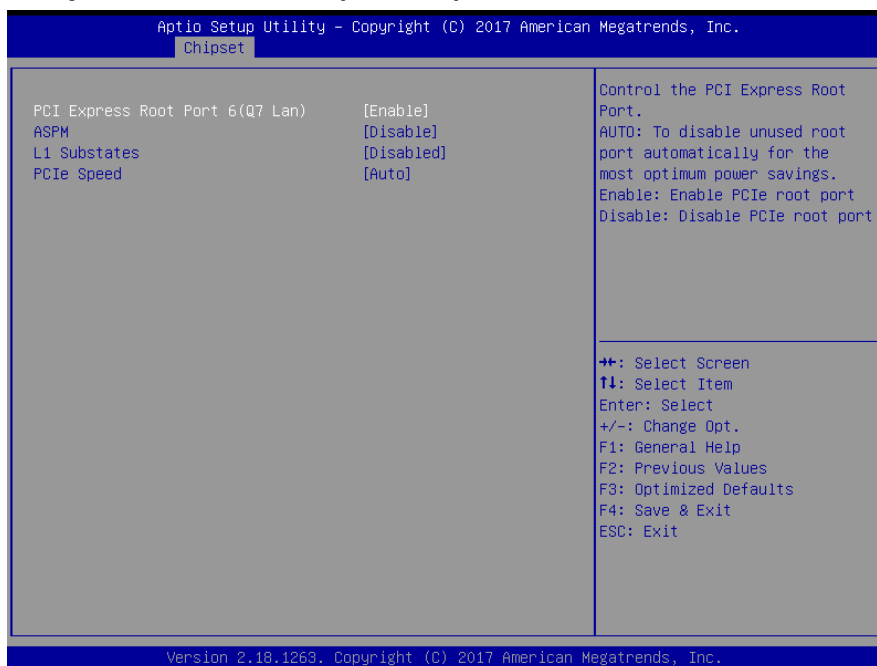 Aptio Setup Utility – Copyright (C) 2017 American Megatrends, Inc.
Chipset
PCI Express Root Port 6(Q7 Lan) [Enable]
ASPM [Disable]
L1 Substates [Disabled]
PCIe Speed [Auto]
Control the PCI Express Root
Port.
AUTO: To disable unused root
port automatically for the
most optimum power savings.
Enable: Enable PCIe root port
Disable: Disable PCIe root port
→←: Select Screen
↑↓: Select Item
Enter: Select
+/-: Change Opt.
F1: General Help
F2: Previous Values
F3: Optimized Defaults
F4: Save & Exit
ESC: Exit
Version 2.18.1263. Copyright (C) 2017 American Megatrends, Inc.